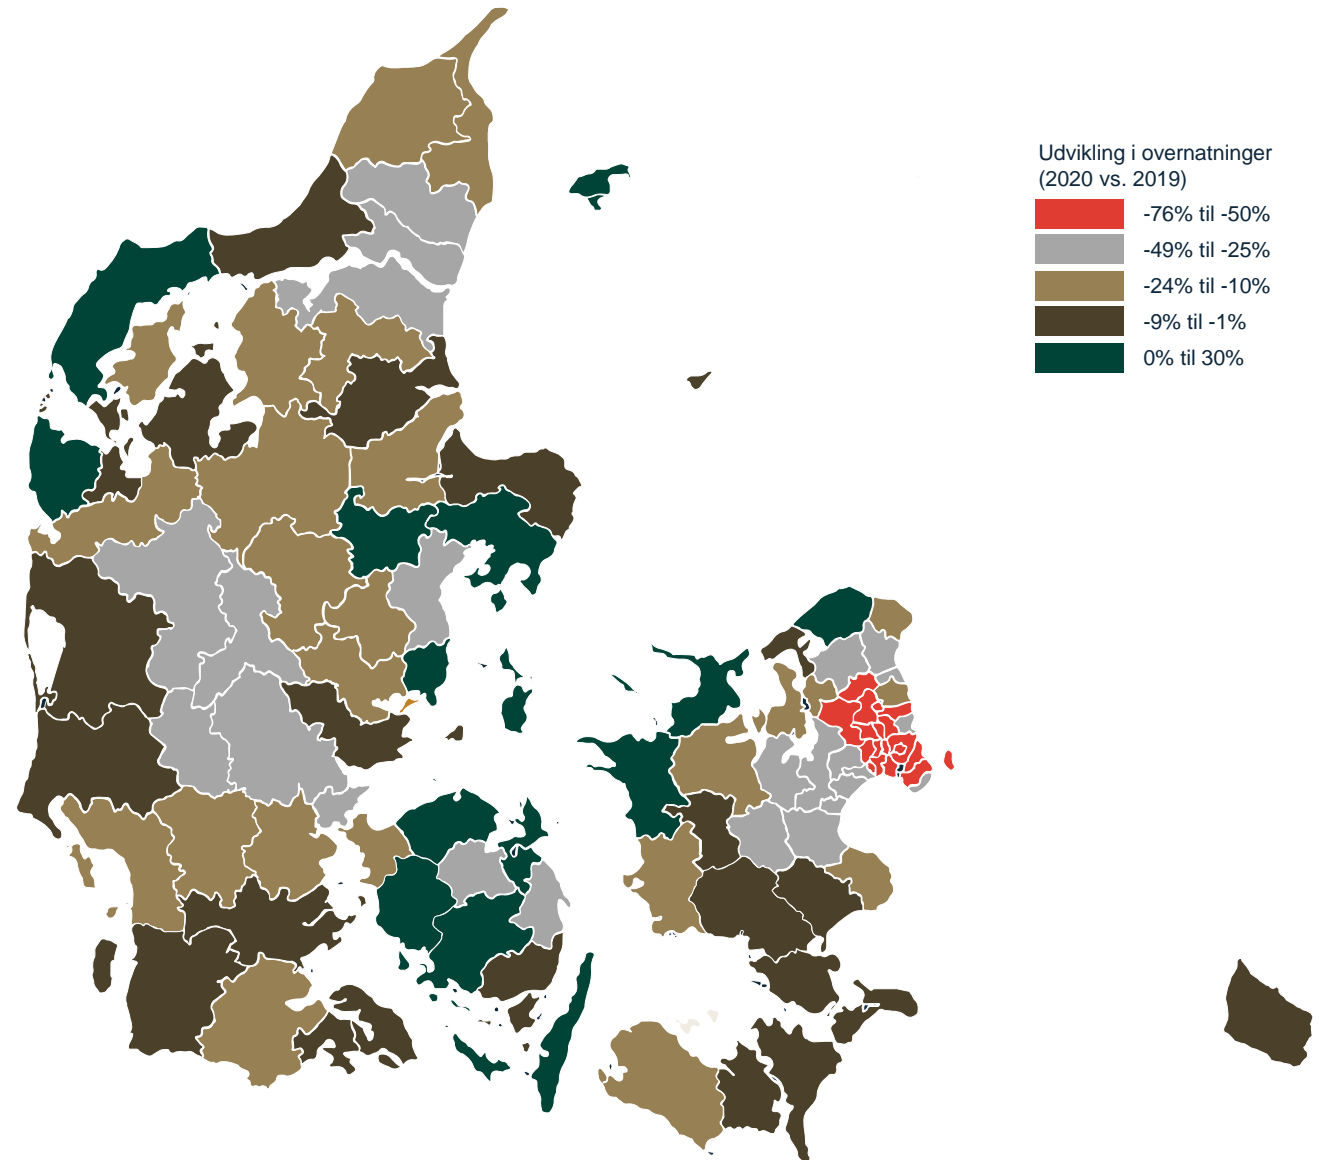 Udvikling i overnatninger
(2020 vs. 2019)
-76% til -50%
-49% til -25%
-24% til -10%
-9% til -1%
0% til 30%